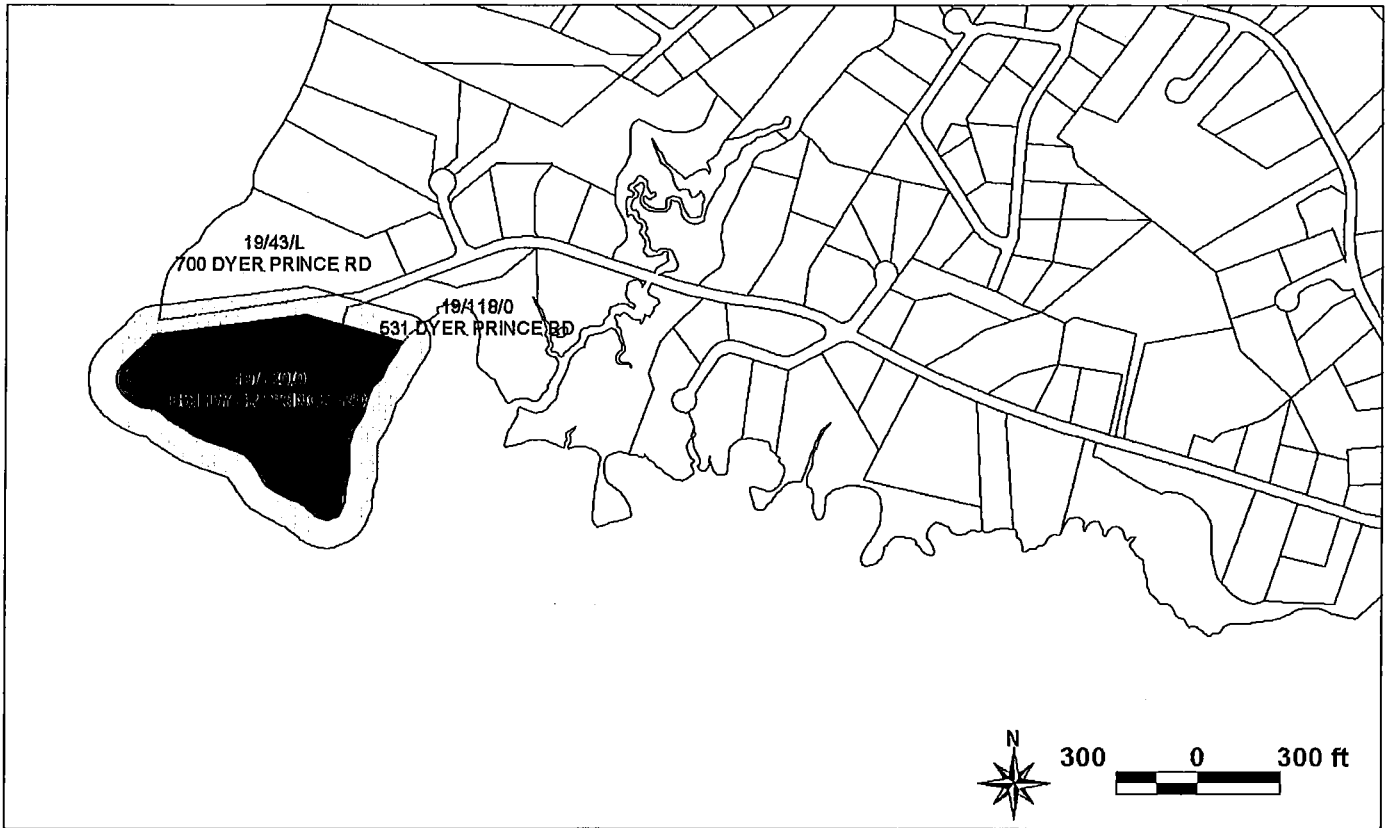 19/43/L
700 DYER PRINCE RD
19/118/0
531 DYER PRINCE RD
N
300 0 300 ft